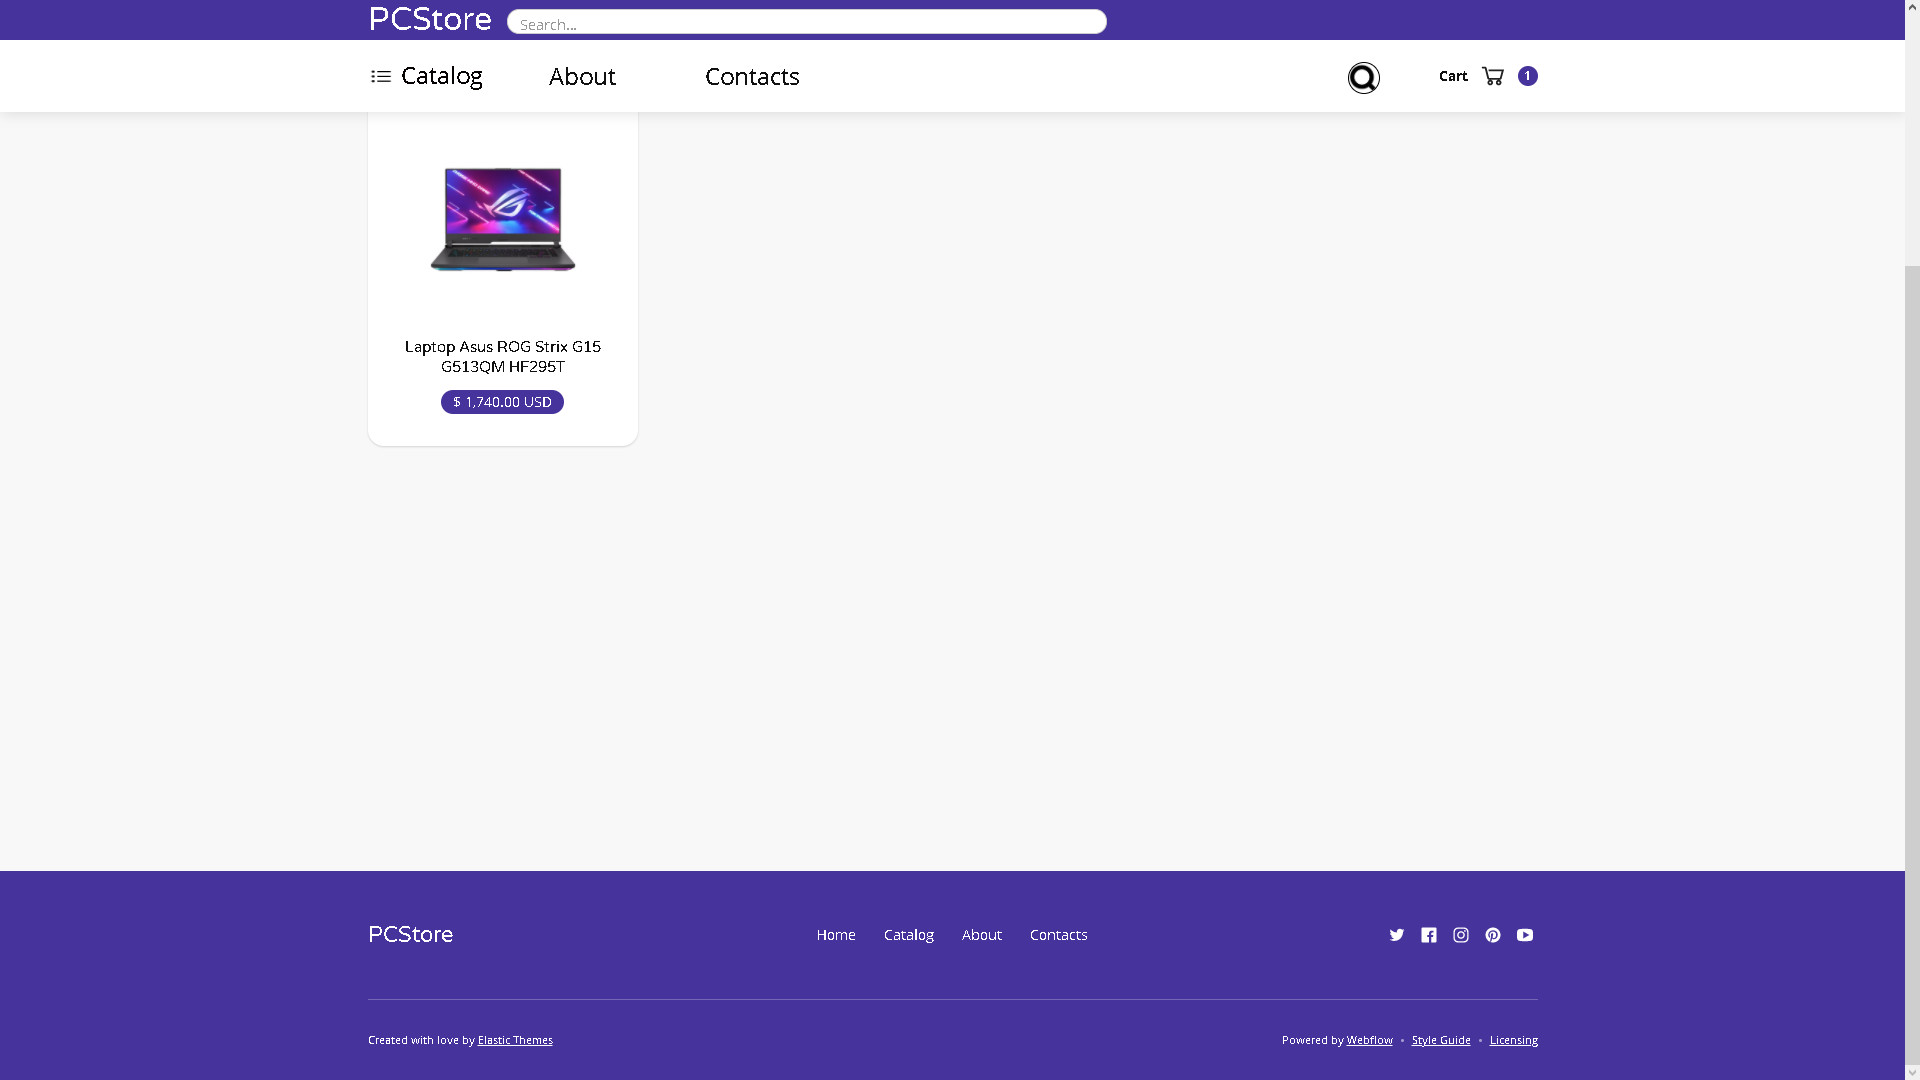 PCStore
Search...
Catalog
About
Contacts
Cart
1
Laptop Asus ROG Strix G15
G513QM HF295T
$ 1,740.00 USD
PCStore
Home
Catalog
About
Contacts
Created with love by Elastic Themes
Powered by Webflow • Style Guide • Licensing